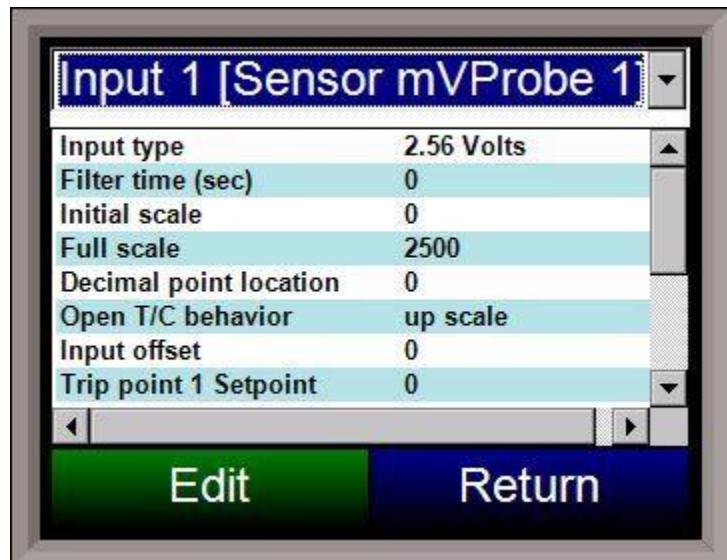 Input 1 [Sensor mVProbe 1]
Input type 2.56 Volts
Filter time (sec) 0
Initial scale 0
Full scale 2500
Decimal point location 0
Open T/C behavior up scale
Input offset 0
Trip point 1 Setpoint 0
Edit Return